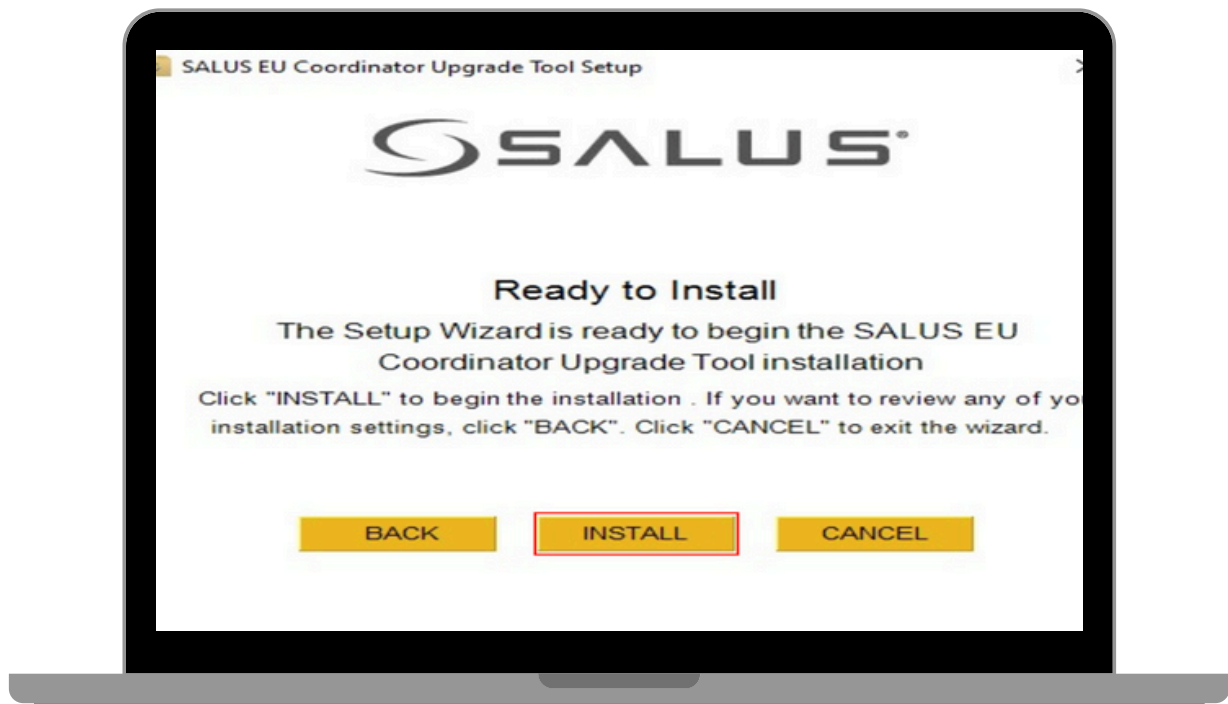 SALUS EU Coordinator Upgrade Tool Setup
SALUS
Ready to Install
The Setup Wizard is ready to begin the SALUS EU
Coordinator Upgrade Tool installation
Click "INSTALL" to begin the installation . If you want to review any of yo
installation settings, click "BACK". Click "CANCEL" to exit the wizard.
BACK INSTALL CANCEL